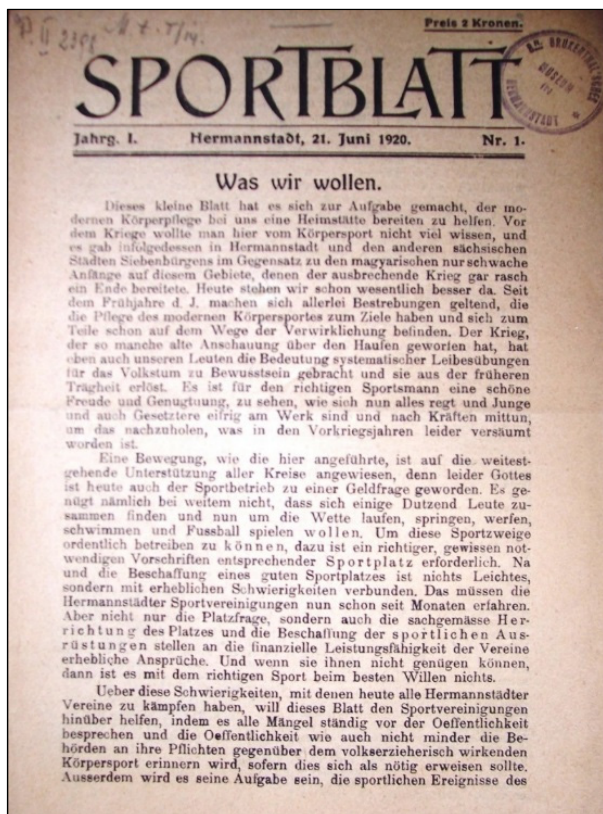 Preis 2 Kronen.
SPORTBLATT
Jahrg. I. Hermannstadt, 21. Juni 1920. Nr. 1.
Was wir wollen.
Dieses kleine Blatt hat es sich zur Aufgabe gemacht, der mo-
dernen Körperpflege bei uns eine Heimstätte bereiten zu helfen. Vor
dem Kriege wollte man hier vom Körpersport nicht viel wissen, und
es gab infolgedessen in Hermannstadt und den anderen sächsischen
Städten Siebenbürgens im Gegensatz zu den magyarischen nur schwache
Anfänge auf diesem Gebiete, denen der ausbrechende Krieg gar rasch
ein Ende bereitete. Heute stehen wir schon wesentlich besser da. Seit
dem Frühjahre d. J. machen sich allerlei Bestrebungen geltend, die
die Pflege des modernen Körpersportes zum Ziele haben und sich zum
Teile schon auf dem Wege der Verwirklichung befinden. Der Krieg,
der so manche alte Anschauung über den Haufen geworfen hat, hat
eben auch unseren Leuten die Bedeutung systematischer Leibesübungen
für das Volkstum zu Bewusstsein gebracht und sie aus der früheren
Trägheit erlöst. Es ist für den richtigen Sportsmann eine schöne
Freude und Genugtuung, zu sehen, wie sich nun alles regt und Junge
und auch Gesetztere eifrig am Werk sind und nach Kräften mittun,
um das nachzuholen, was in den Vorkriegsjahren leider versäumt
worden ist.
Eine Bewegung, wie die hier angeführte, ist auf die weitest-
gehende Unterstützung aller Kreise angewiesen, denn leider Gottes
ist heute auch der Sportbetrieb zu einer Geldfrage geworden. Es ge-
nügt nämlich bei weitem nicht, dass sich einige Dutzend Leute zu-
sammen finden und nun um die Wette laufen, springen, werfen,
schwimmen und Fussball spielen wollen. Um diese Sportzweige
ordentlich betreiben zu können, dazu ist ein richtiger, gewissen not-
wendigen Vorschriften entsprechender Sportplatz erforderlich. Na
und die Beschaffung eines guten Sportplatzes ist nichts Leichtes,
sondern mit erheblichen Schwierigkeiten verbunden. Das müssen die
Hermannstädter Sportvereinigungen nun schon seit Monaten erfahren.
Aber nicht nur die Platzfrage, sondern auch die sachgemässe Her-
richtung des Platzes und die Beschaffung der sportlichen Aus-
rüstungen stellen an die finanzielle Leistungsfähigkeit der Vereine
erhebliche Ansprüche. Und wenn sie ihnen nicht genügen können,
dann ist es mit dem richtigen Sport beim besten Willen nichts.
Ueber diese Schwierigkeiten, mit denen heute alle Hermannstädter
Vereine zu kämpfen haben, will dieses Blatt den Sportvereinigungen
hinüber helfen, indem es alle Mängel ständig vor der Oeffentlichkeit
besprechen und die Oeffentlichkeit wie auch nicht minder die Be-
hörden an ihre Pflichten gegenüber dem volkserzieherisch wirkenden
Körpersport erinnern wird, sofern dies sich als nötig erweisen sollte.
Ausserdem wird es seine Aufgabe sein, die sportlichen Ereignisse des